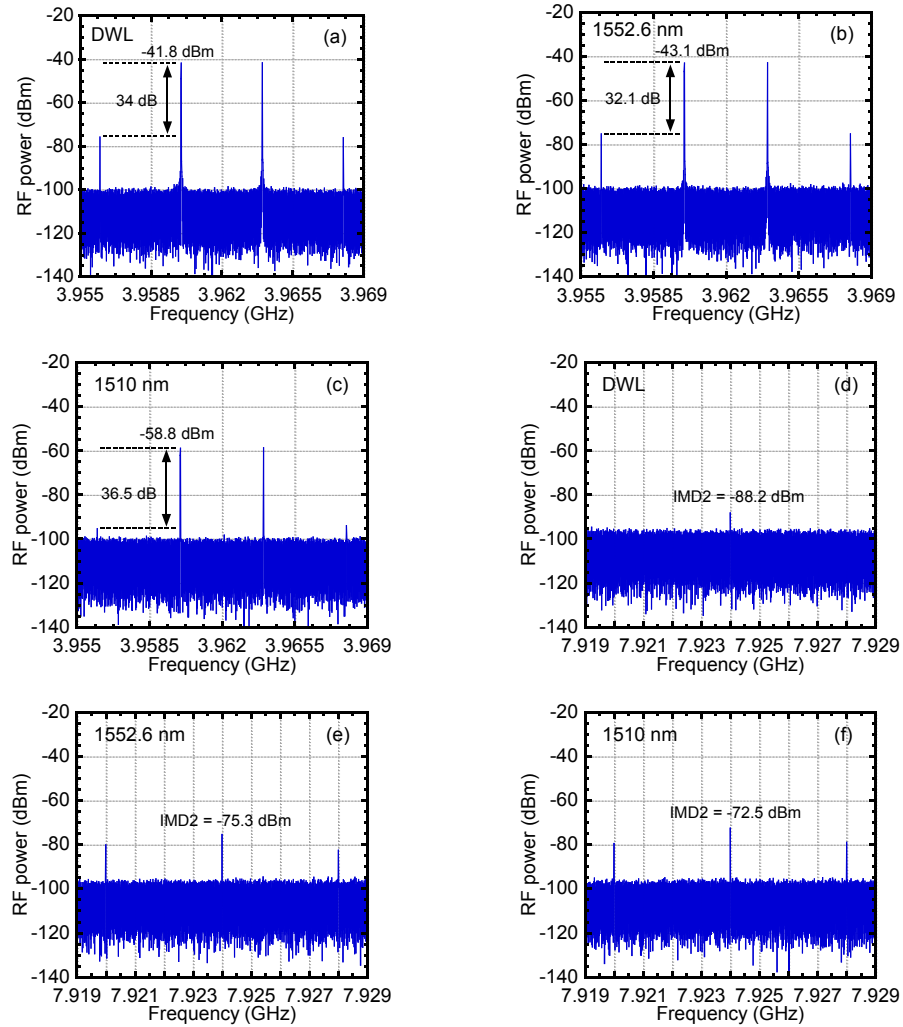 DWL
(a)
-41.8 dBm
34 dB
RF power (dBm)
-20
-40
-60
-80
-100
-120
-140
3.955 3.9585 3.962 3.9655 3.969
Frequency (GHz)
1552.6 nm
(b)
-43.1 dBm
32.1 dB
RF power (dBm)
-20
-40
-60
-80
-100
-120
-140
3.955 3.9585 3.962 3.9655 3.969
Frequency (GHz)
1510 nm
(c)
-58.8 dBm
36.5 dB
RF power (dBm)
-20
-40
-60
-80
-100
-120
-140
3.955 3.9585 3.962 3.9655 3.969
Frequency (GHz)
DWL
(d)
IMD2 = -88.2 dBm
RF power (dBm)
-20
-40
-60
-80
-100
-120
-140
7.919 7.921 7.923 7.925 7.927 7.929
Frequency (GHz)
1552.6 nm
(e)
IMD2 = -75.3 dBm
RF power (dBm)
-20
-40
-60
-80
-100
-120
-140
7.919 7.921 7.923 7.925 7.927 7.929
Frequency (GHz)
1510 nm
(f)
IMD2 = -72.5 dBm
RF power (dBm)
-20
-40
-60
-80
-100
-120
-140
7.919 7.921 7.923 7.925 7.927 7.929
Frequency (GHz)